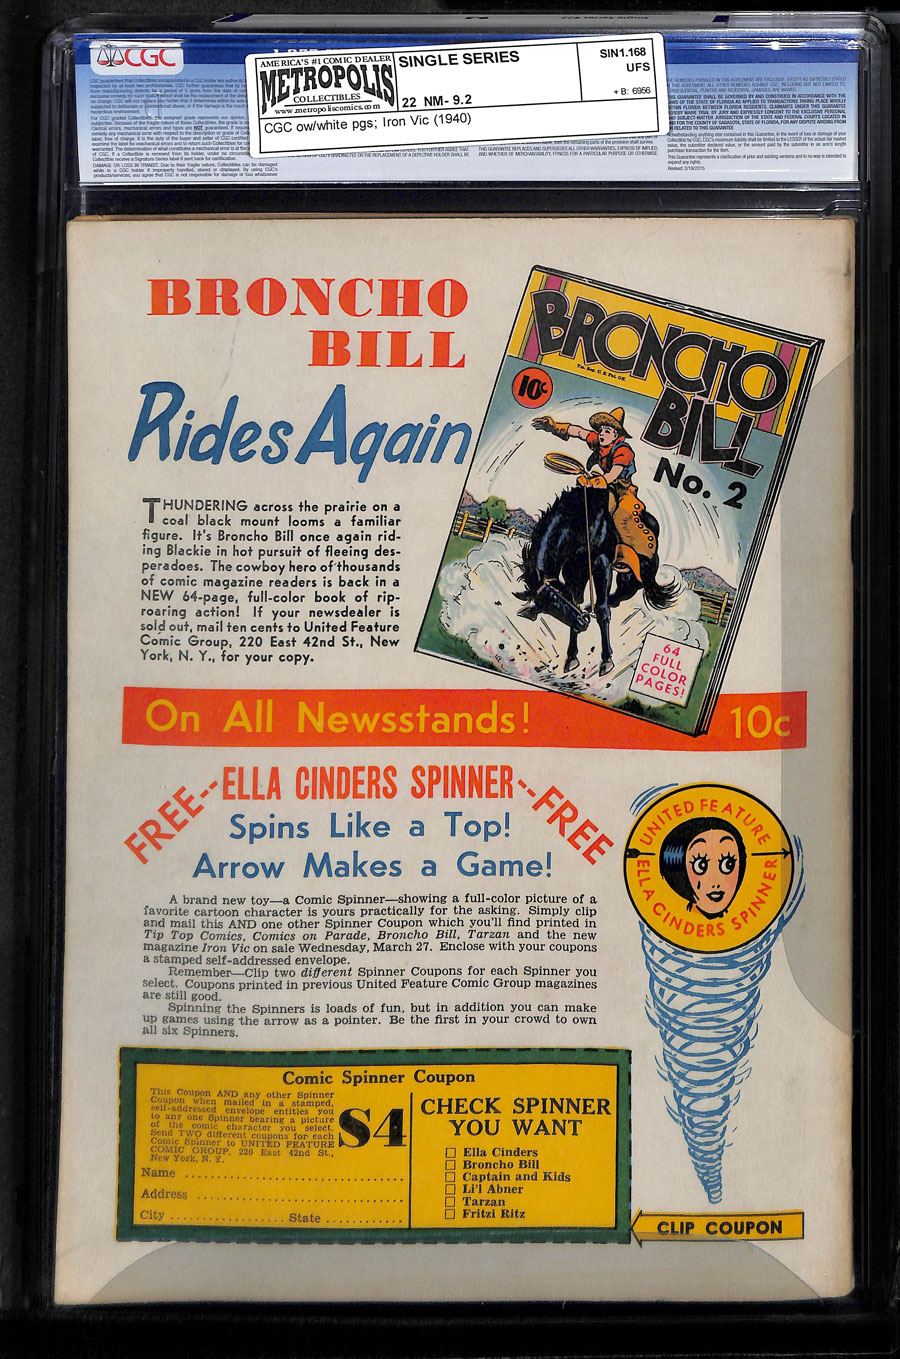 CGC
AMERICA'S #1 COMIC DEALER
METROPOLIS
COLLECTIBLES
www.metropoliscomics.com
SINGLE SERIES
22 NM- 9.2
SIN1.168
UFS
+ B: 6956
CGC ow/white pgs; Iron Vic (1940)
Revised: 2/19/2015
BRONCHO
BILL
Rides Again
THUNDERING across the prairie on a
coal black mount looms a familiar
figure. It's Broncho Bill once again rid-
ing Blackie in hot pursuit of fleeing des-
peradoes. The cowboy hero of thousands
of comic magazine readers is back in a
NEW 64-page, full-color book of rip-
roaring action! If your newsdealer is
sold out, mail ten cents to United Feature
Comic Group, 220 East 42nd St., New
York, N. Y., for your copy.
BRONCHO
BILL
10c
No. 2
64
FULL
COLOR
PAGES!
On All Newsstands! 10c
FREE--ELLA CINDERS SPINNER--FREE
Spins Like a Top!
Arrow Makes a Game!
A brand new toy—a Comic Spinner—showing a full-color picture of a
favorite cartoon character is yours practically for the asking. Simply clip
and mail this AND one other Spinner Coupon which you'll find printed in
Tip Top Comics, Comics on Parade, Broncho Bill, Tarzan and the new
magazine Iron Vic on sale Wednesday, March 27. Enclose with your coupons
a stamped self-addressed envelope.
Remember—Clip two different Spinner Coupons for each Spinner you
select. Coupons printed in previous United Feature Comic Group magazines
are still good.
Spinning the Spinners is loads of fun, but in addition you can make
up games using the arrow as a pointer. Be the first in your crowd to own
all six Spinners.
UNITED FEATURE
ELLA CINDERS SPINNER
Comic Spinner Coupon
This Coupon AND any other Spinner
Coupon when mailed in a stamped,
self-addressed envelope entitles you
to any one Spinner bearing a picture
of the comic character you select.
Send TWO different coupons for each
Comic Spinner to UNITED FEATURE
COMIC GROUP, 220 East 42nd St.,
New York, N. Y.
S4
Name
Address
City State
CHECK SPINNER
YOU WANT
Ella Cinders
Broncho Bill
Captain and Kids
Li'l Abner
Tarzan
Fritzi Ritz
CLIP COUPON